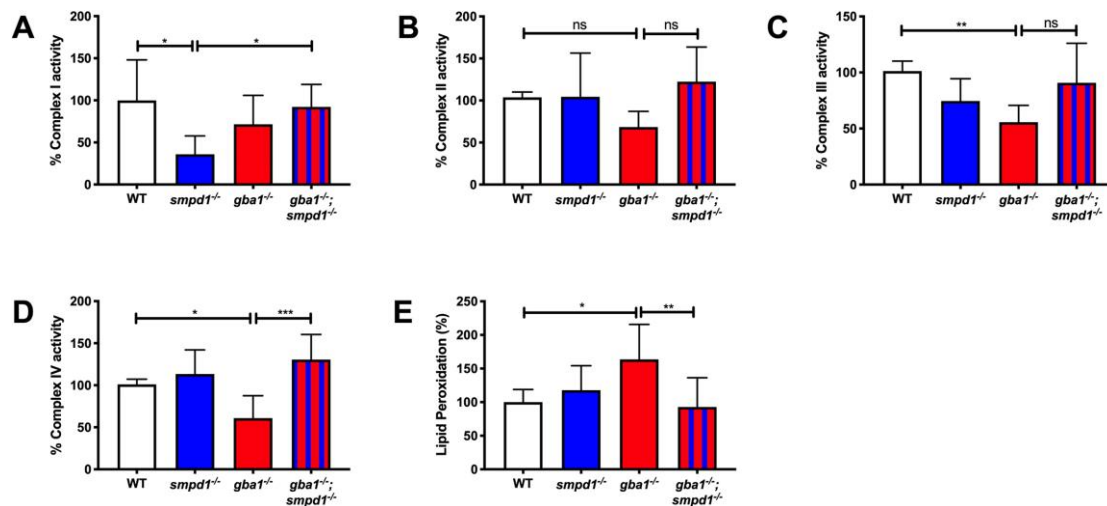 A
% Complex I activity
200
150
100
50
0
*
*
WT
smpd1-/-
gba1-/-
gba1-/-;
smpd1-/-
B
% Complex II activity
200
150
100
50
0
ns
ns
WT
smpd1-/-
gba1-/-
gba1-/-;
smpd1-/-
C
% Complex III activity
150
100
50
0
**
ns
WT
smpd1-/-
gba1-/-
gba1-/-;
smpd1-/-
D
% Complex IV activity
200
150
100
50
0
*
***
WT
smpd1-/-
gba1-/-
gba1-/-;
smpd1-/-
E
Lipid Peroxidation (%)
250
200
150
100
50
0
*
**
WT
smpd1-/-
gba1-/-
gba1-/-;
smpd1-/-